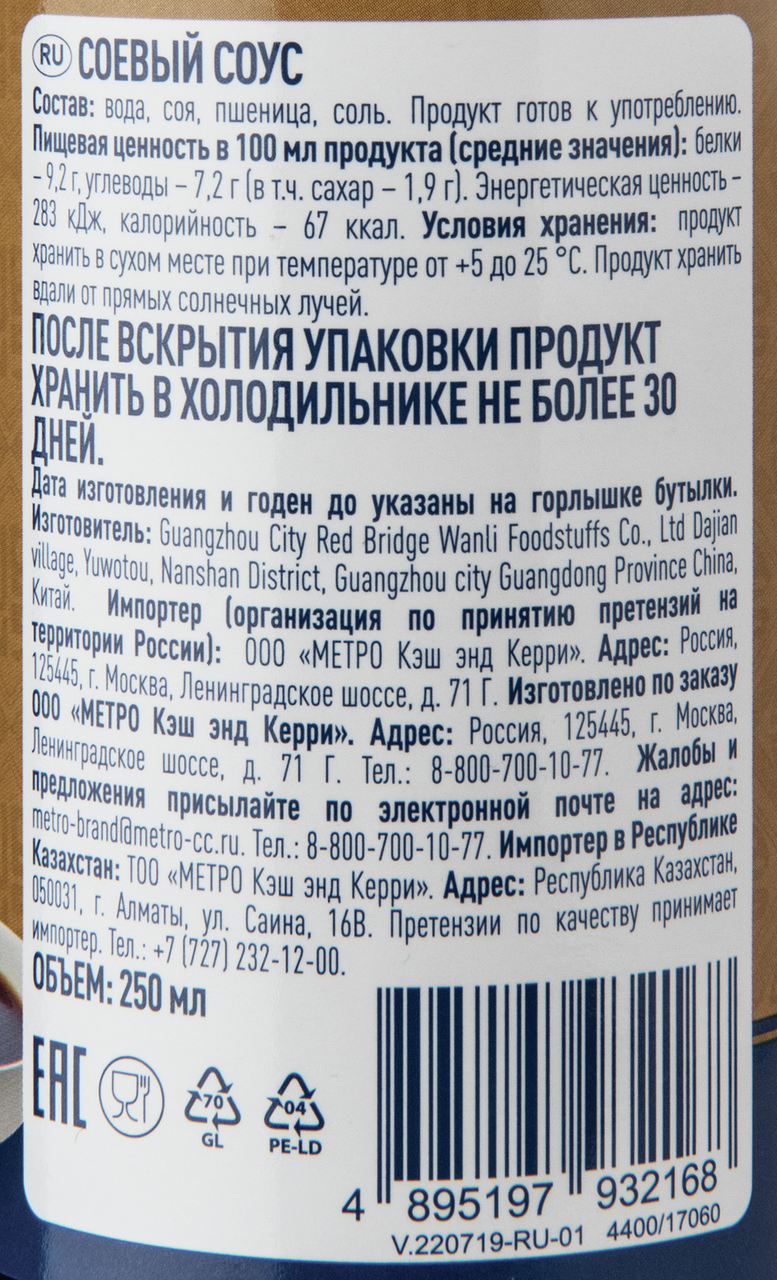 RU СОЕВЫЙ СОУС
Состав: вода, соя, пшеница, соль. Продукт готов к употреблению.
Пищевая ценность в 100 мл продукта (средние значения): белки
– 9,2 г, углеводы – 7,2 г (в т.ч. сахар – 1,9 г). Энергетическая ценность –
283 кДж, калорийность – 67 ккал. Условия хранения: продукт
хранить в сухом месте при температуре от +5 до 25 °C. Продукт хранить
вдали от прямых солнечных лучей.
ПОСЛЕ ВСКРЫТИЯ УПАКОВКИ ПРОДУКТ
ХРАНИТЬ В ХОЛОДИЛЬНИКЕ НЕ БОЛЕЕ 30
ДНЕЙ.
Дата изготовления и годен до указаны на горлышке бутылки.
Изготовитель: Guangzhou City Red Bridge Wanli Foodstuffs Co., Ltd Dajian
village, Yuwotou, Nanshan District, Guangzhou city Guangdong Province China,
Китай. Импортер (организация по принятию претензий на
территории России): ООО «МЕТРО Кэш энд Керри». Адрес: Россия,
125445, г. Москва, Ленинградское шоссе, д. 71 Г. Изготовлено по заказу
ООО «МЕТРО Кэш энд Керри». Адрес: Россия, 125445, г. Москва,
Ленинградское шоссе, д. 71 Г. Тел.: 8-800-700-10-77. Жалобы и
предложения присылайте по электронной почте на адрес:
metro-brand@metro-cc.ru. Тел.: 8-800-700-10-77. Импортер в Республике
Казахстан: ТОО «МЕТРО Кэш энд Керри». Адрес: Республика Казахстан,
050031, г. Алматы, ул. Саина, 16В. Претензии по качеству принимает
импортер. Тел.: +7 (727) 232-12-00.
ОБЪЕМ: 250 мл
EAC
70
GL
04
PE-LD
4 895197 932168
V.220719-RU-01 4400/17060